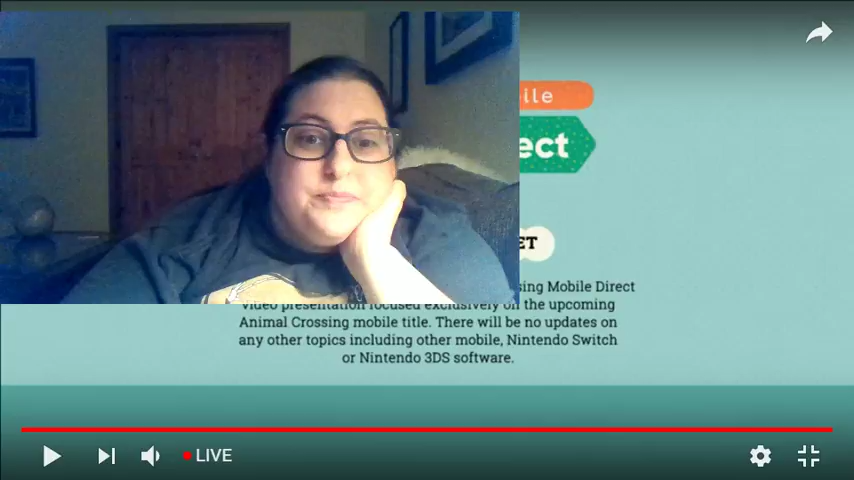 ile
ect
ET
sing Mobile Direct
video presentation focused exclusively on the upcoming
Animal Crossing mobile title. There will be no updates on
any other topics including other mobile, Nintendo Switch
or Nintendo 3DS software.
LIVE